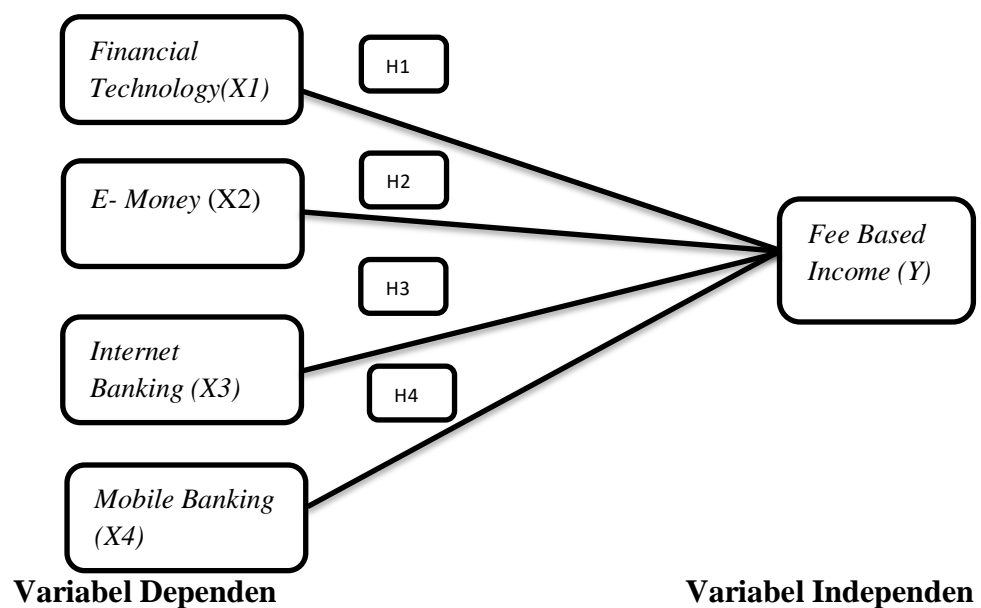 Financial
Technology(X1)
H1
E- Money (X2)
H2
H3
Internet
Banking (X3)
H4
Mobile Banking
(X4)
Fee Based
Income (Y)
Variabel Dependen
Variabel Independen